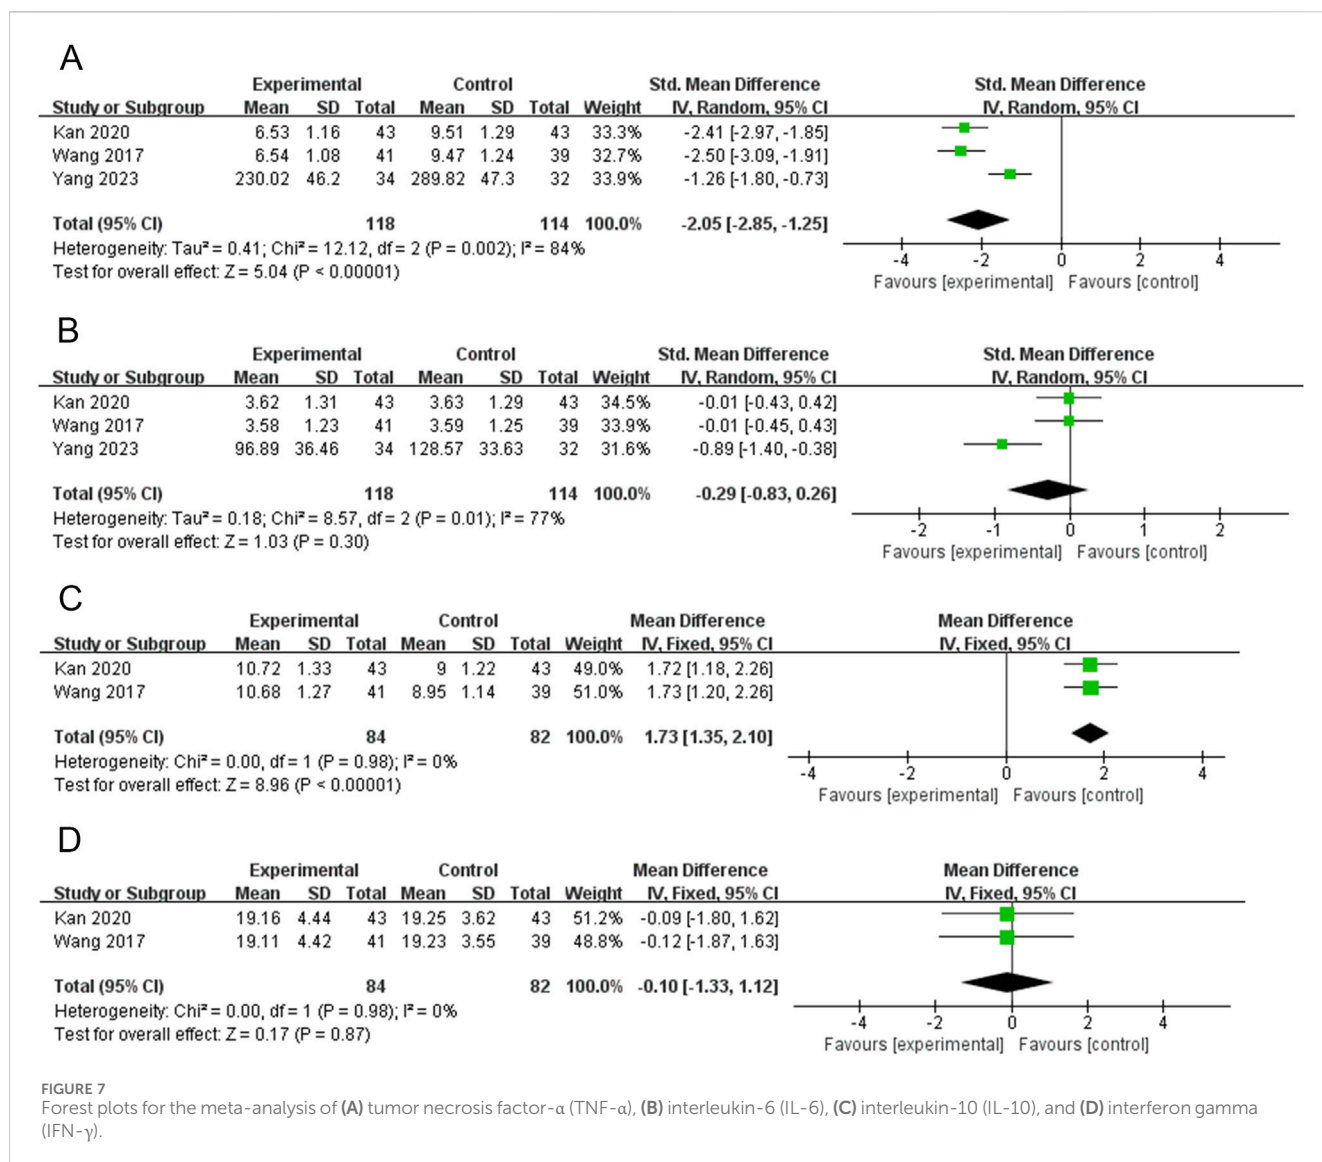 A
Experimental Control Std. Mean Difference Std. Mean Difference
Study or Subgroup Mean SD Total Mean SD Total Weight IV, Random, 95% CI IV, Random, 95% CI
Kan 2020 6.53 1.16 43 9.51 1.29 43 33.3% -2.41 [-2.97, -1.85]
Wang 2017 6.54 1.08 41 9.47 1.24 39 32.7% -2.50 [-3.09, -1.91]
Yang 2023 230.02 46.2 34 289.82 47.3 32 33.9% -1.26 [-1.80, -0.73]
Total (95% CI) 118 114 100.0% -2.05 [-2.85, -1.25]
Heterogeneity: Tau² = 0.41; Chi² = 12.12, df = 2 (P = 0.002); I² = 84%
Test for overall effect: Z = 5.04 (P < 0.00001)
-4 -2 0 2 4
Favours [experimental] Favours [control]
B
Experimental Control Std. Mean Difference Std. Mean Difference
Study or Subgroup Mean SD Total Mean SD Total Weight IV, Random, 95% CI IV, Random, 95% CI
Kan 2020 3.62 1.31 43 3.63 1.29 43 34.5% -0.01 [-0.43, 0.42]
Wang 2017 3.58 1.23 41 3.59 1.25 39 33.9% -0.01 [-0.45, 0.43]
Yang 2023 96.89 36.46 34 128.57 33.63 32 31.6% -0.89 [-1.40, -0.38]
Total (95% CI) 118 114 100.0% -0.29 [-0.83, 0.26]
Heterogeneity: Tau² = 0.18; Chi² = 8.57, df = 2 (P = 0.01); I² = 77%
Test for overall effect: Z = 1.03 (P = 0.30)
-2 -1 0 1 2
Favours [experimental] Favours [control]
C
Experimental Control Mean Difference Mean Difference
Study or Subgroup Mean SD Total Mean SD Total Weight IV, Fixed, 95% CI IV, Fixed, 95% CI
Kan 2020 10.72 1.33 43 9 1.22 43 49.0% 1.72 [1.18, 2.26]
Wang 2017 10.68 1.27 41 8.95 1.14 39 51.0% 1.73 [1.20, 2.26]
Total (95% CI) 84 82 100.0% 1.73 [1.35, 2.10]
Heterogeneity: Chi² = 0.00, df = 1 (P = 0.98); I² = 0%
Test for overall effect: Z = 8.96 (P < 0.00001)
-4 -2 0 2 4
Favours [experimental] Favours [control]
D
Experimental Control Mean Difference Mean Difference
Study or Subgroup Mean SD Total Mean SD Total Weight IV, Fixed, 95% CI IV, Fixed, 95% CI
Kan 2020 19.16 4.44 43 19.25 3.62 43 51.2% -0.09 [-1.80, 1.62]
Wang 2017 19.11 4.42 41 19.23 3.55 39 48.8% -0.12 [-1.87, 1.63]
Total (95% CI) 84 82 100.0% -0.10 [-1.33, 1.12]
Heterogeneity: Chi² = 0.00, df = 1 (P = 0.98); I² = 0%
Test for overall effect: Z = 0.17 (P = 0.87)
-4 -2 0 2 4
Favours [experimental] Favours [control]
FIGURE 7
Forest plots for the meta-analysis of (A) tumor necrosis factor-α (TNF-α), (B) interleukin-6 (IL-6), (C) interleukin-10 (IL-10), and (D) interferon gamma
(IFN-γ).